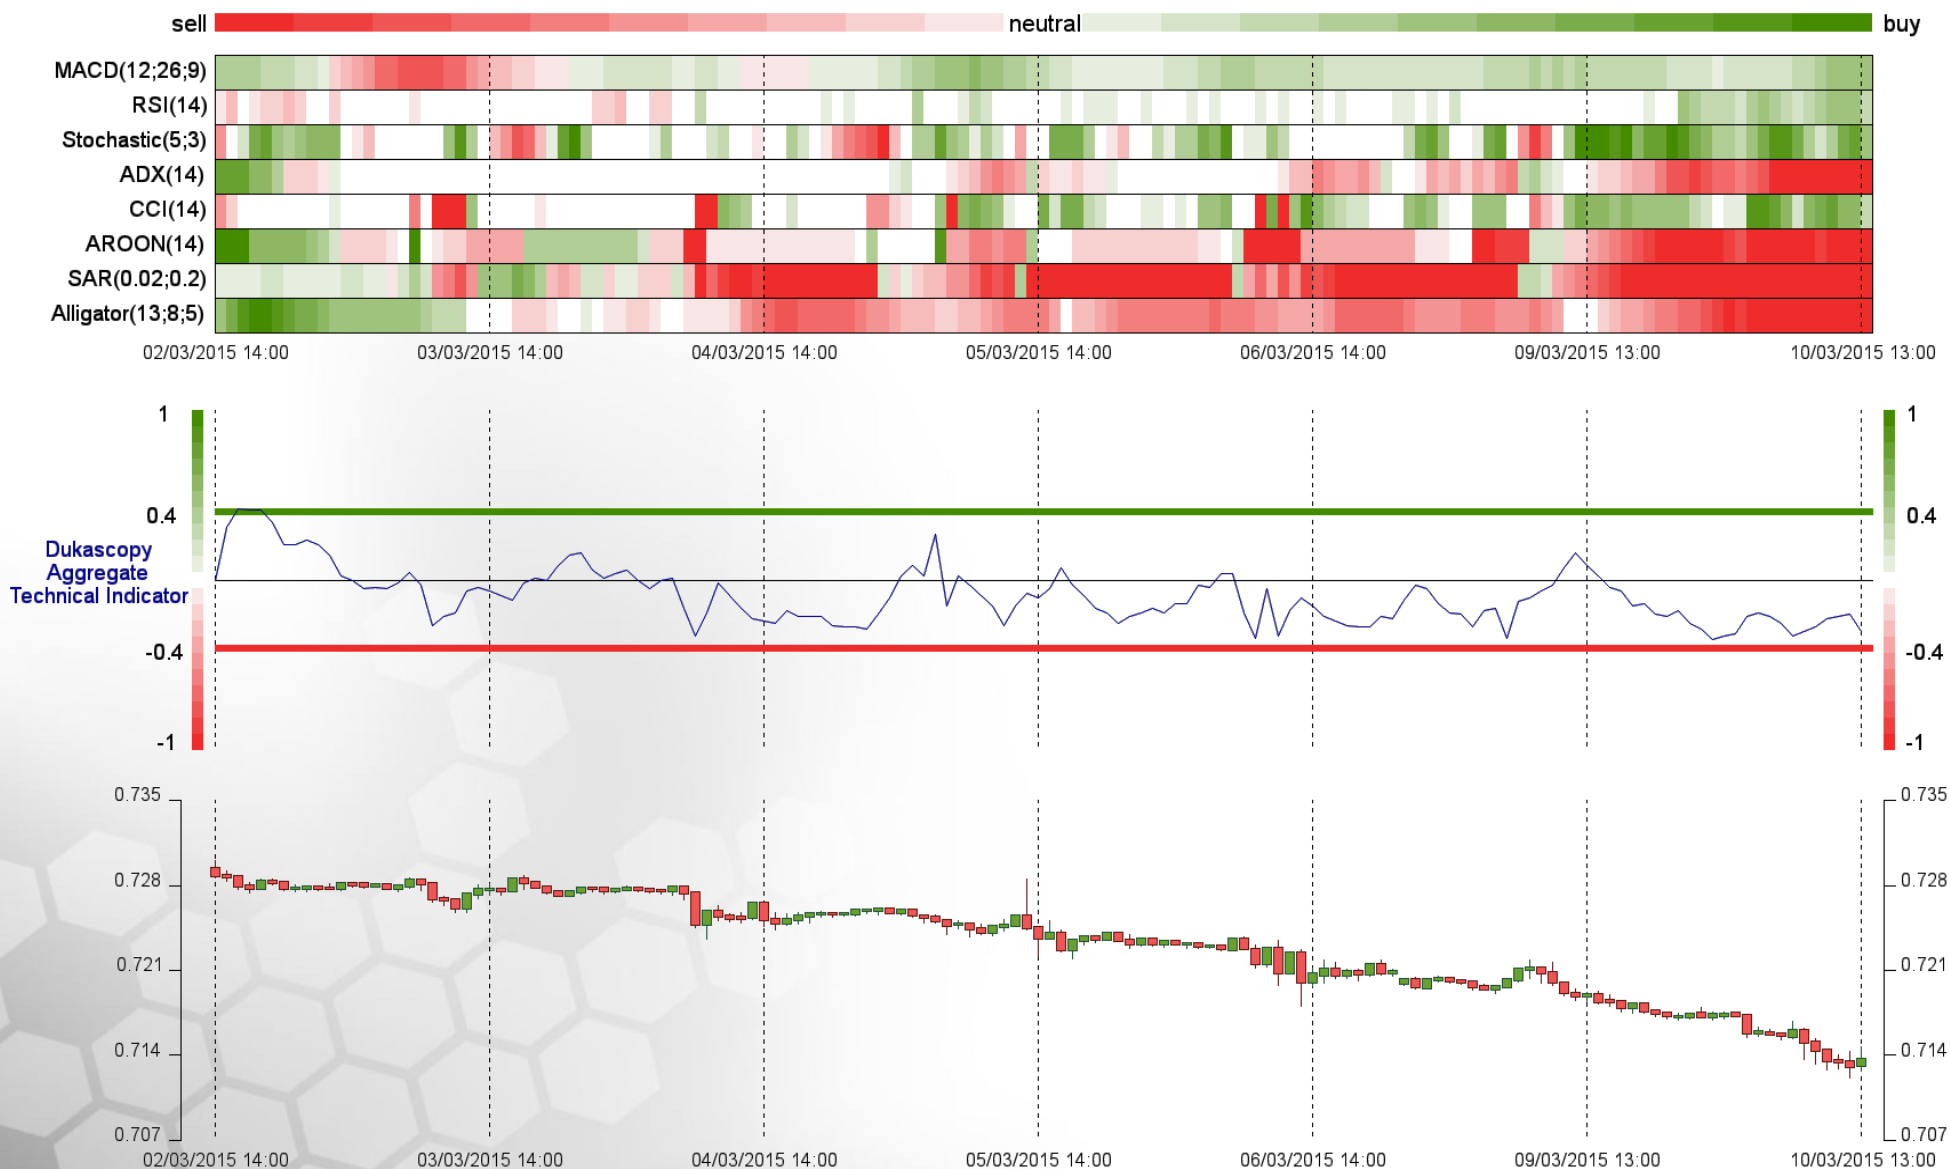 sell neutral buy
MACD(12;26;9)
RSI(14)
Stochastic(5;3)
ADX(14)
CCI(14)
AROON(14)
SAR(0.02;0.2)
Alligator(13;8;5)
02/03/2015 14:00 03/03/2015 14:00 04/03/2015 14:00 05/03/2015 14:00 06/03/2015 14:00 09/03/2015 13:00 10/03/2015 13:00
1 1
0.4 0.4
Dukascopy
Aggregate
Technical Indicator
-0.4 -0.4
-1 -1
0.735 0.735
0.728 0.728
0.721 0.721
0.714 0.714
0.707 0.707
02/03/2015 14:00 03/03/2015 14:00 04/03/2015 14:00 05/03/2015 14:00 06/03/2015 14:00 09/03/2015 13:00 10/03/2015 13:00